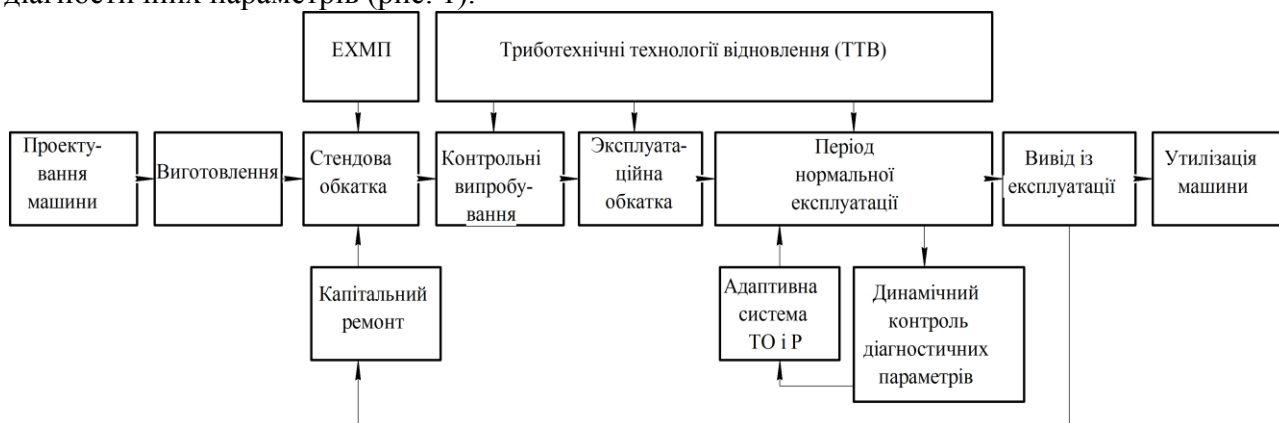 діагностичних параметрів (рис. 1).
ЕХМП
Триботехнічні технології відновлення (ТТВ)
Проекту-
вання
машини
Виготовлення
Стендова
обкатка
Контрольні
випробу-
вання
Эксплуата-
ційна
обкатка
Період
нормальної
експлуатації
Вивід із
експлуатації
Утилізація
машини
Капітальний
ремонт
Адаптивна
система
ТО і Р
Динамічний
контроль
діагностичних
параметрів